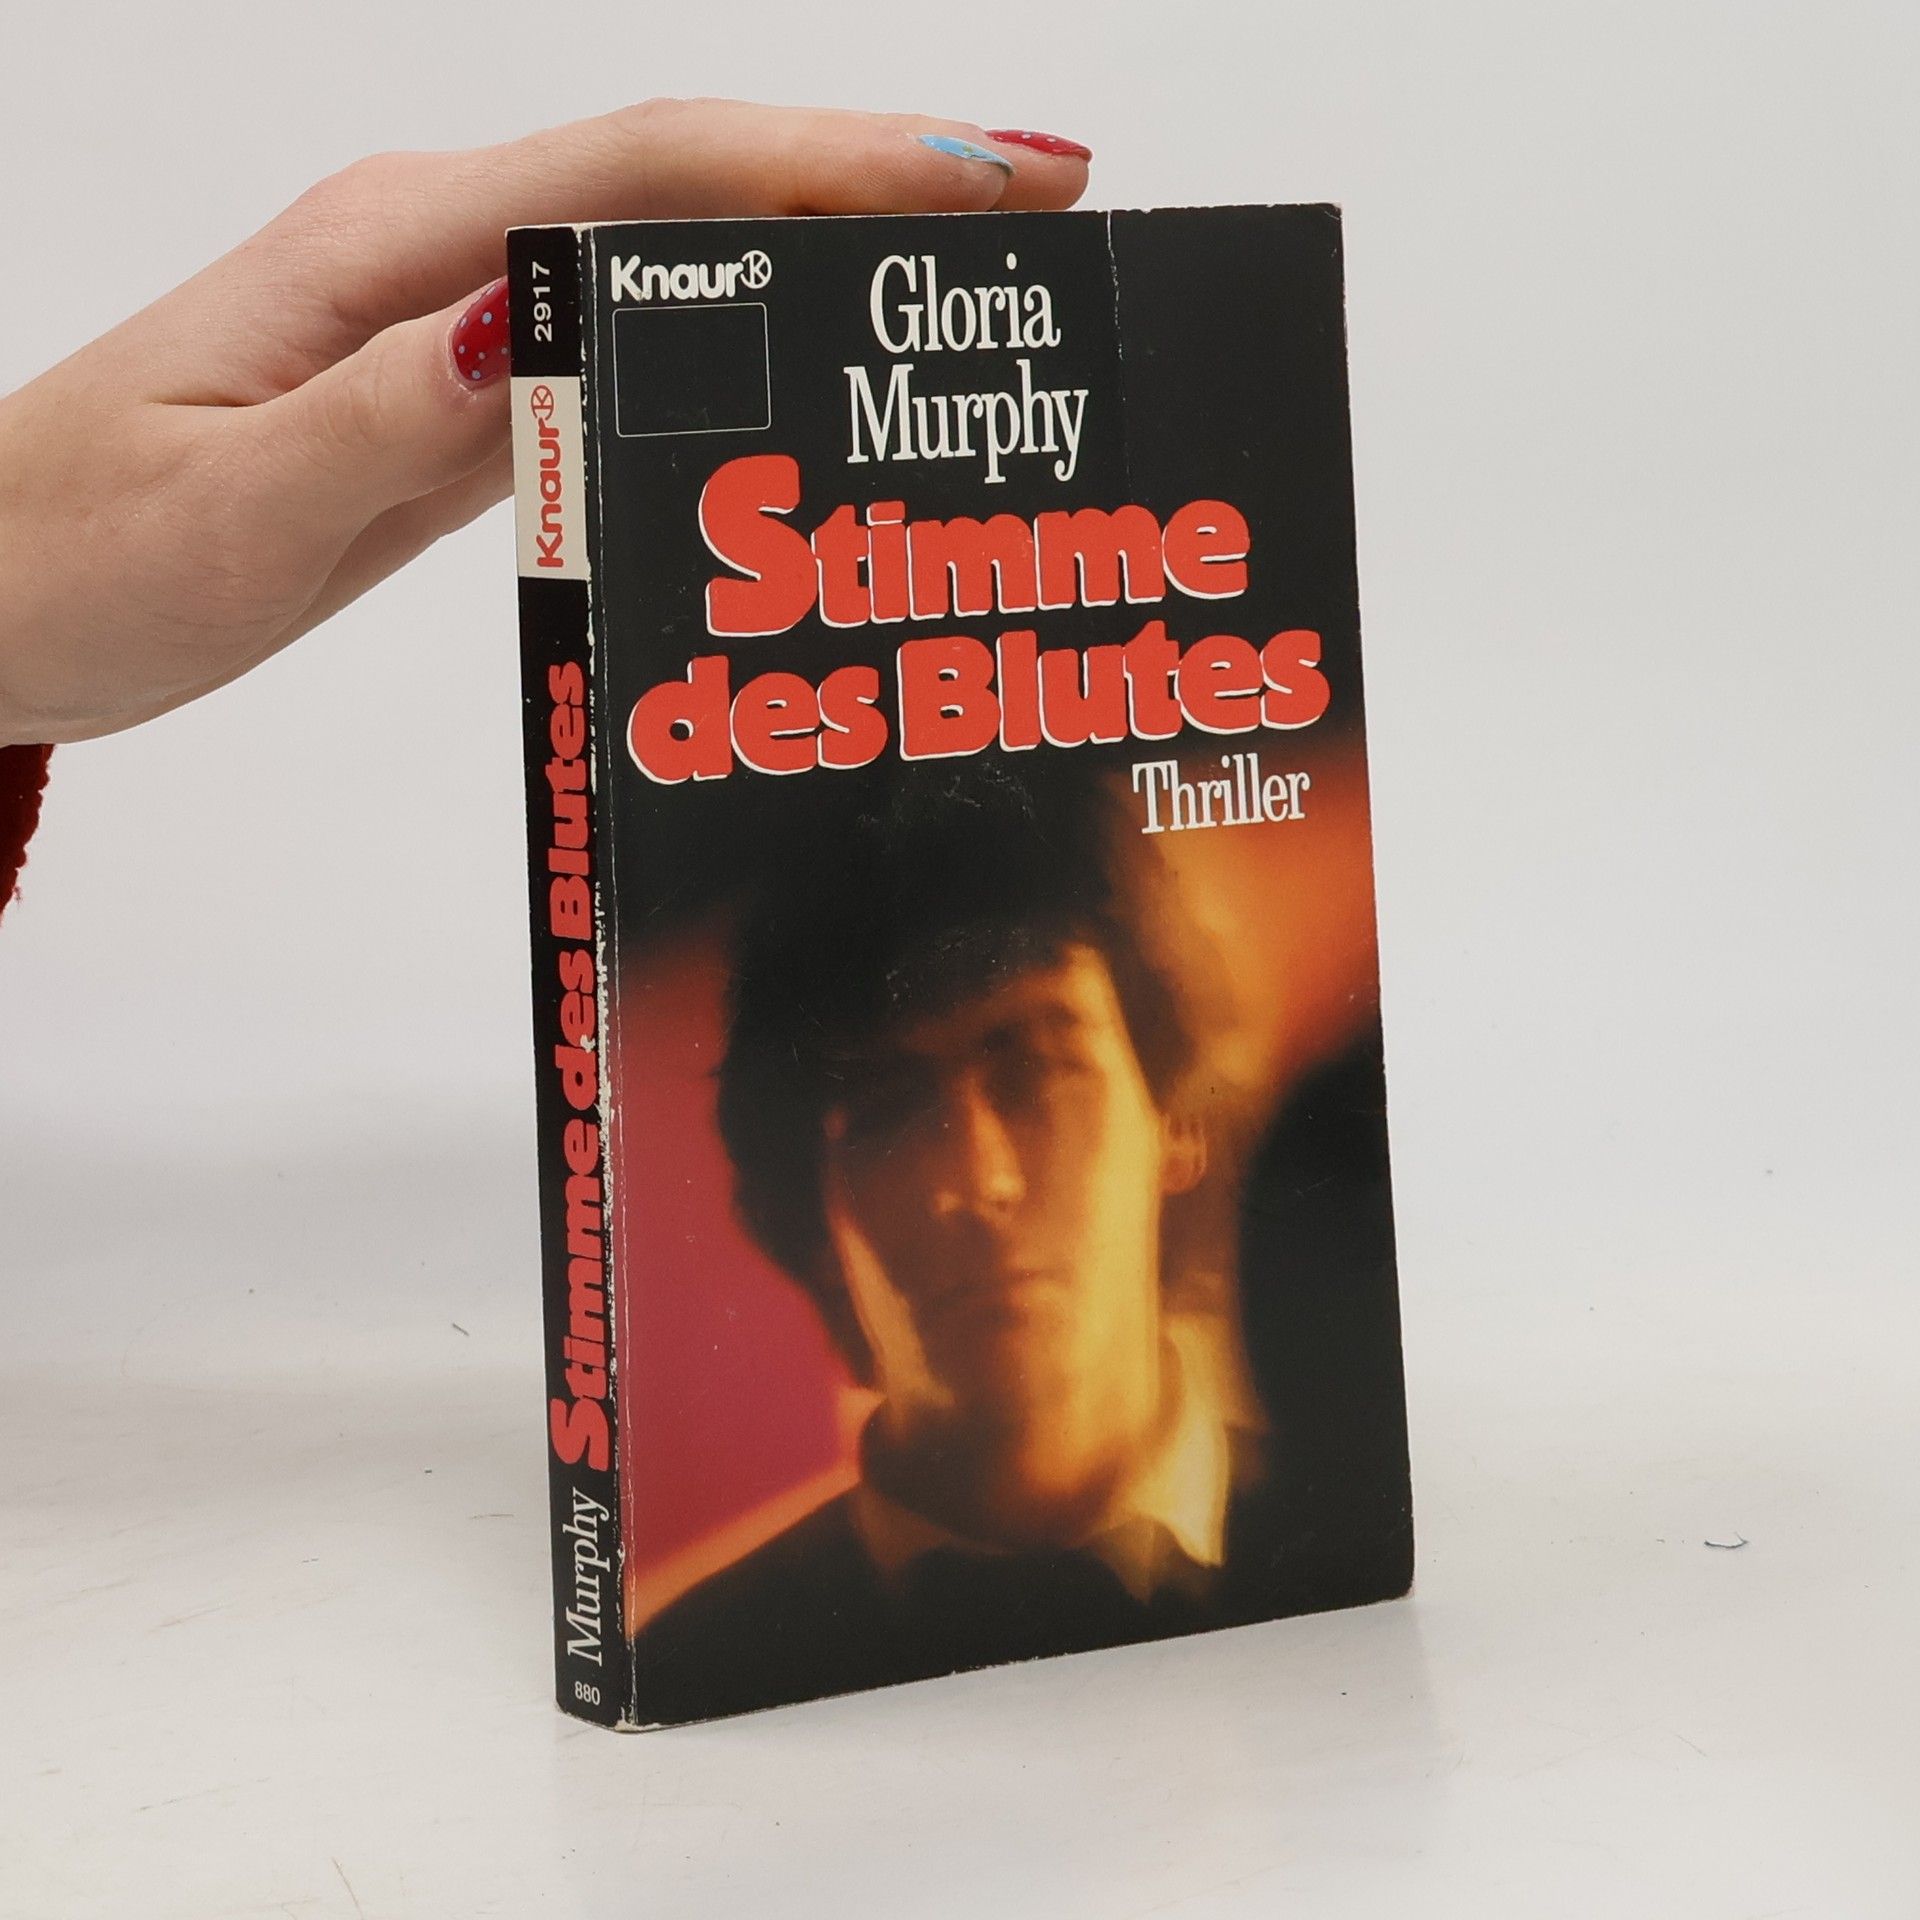 Knaur
Gloria
Murphy
Stimme
des Blutes
Thriller
2917
Knaur
Stimme des Blutes
Murphy
880